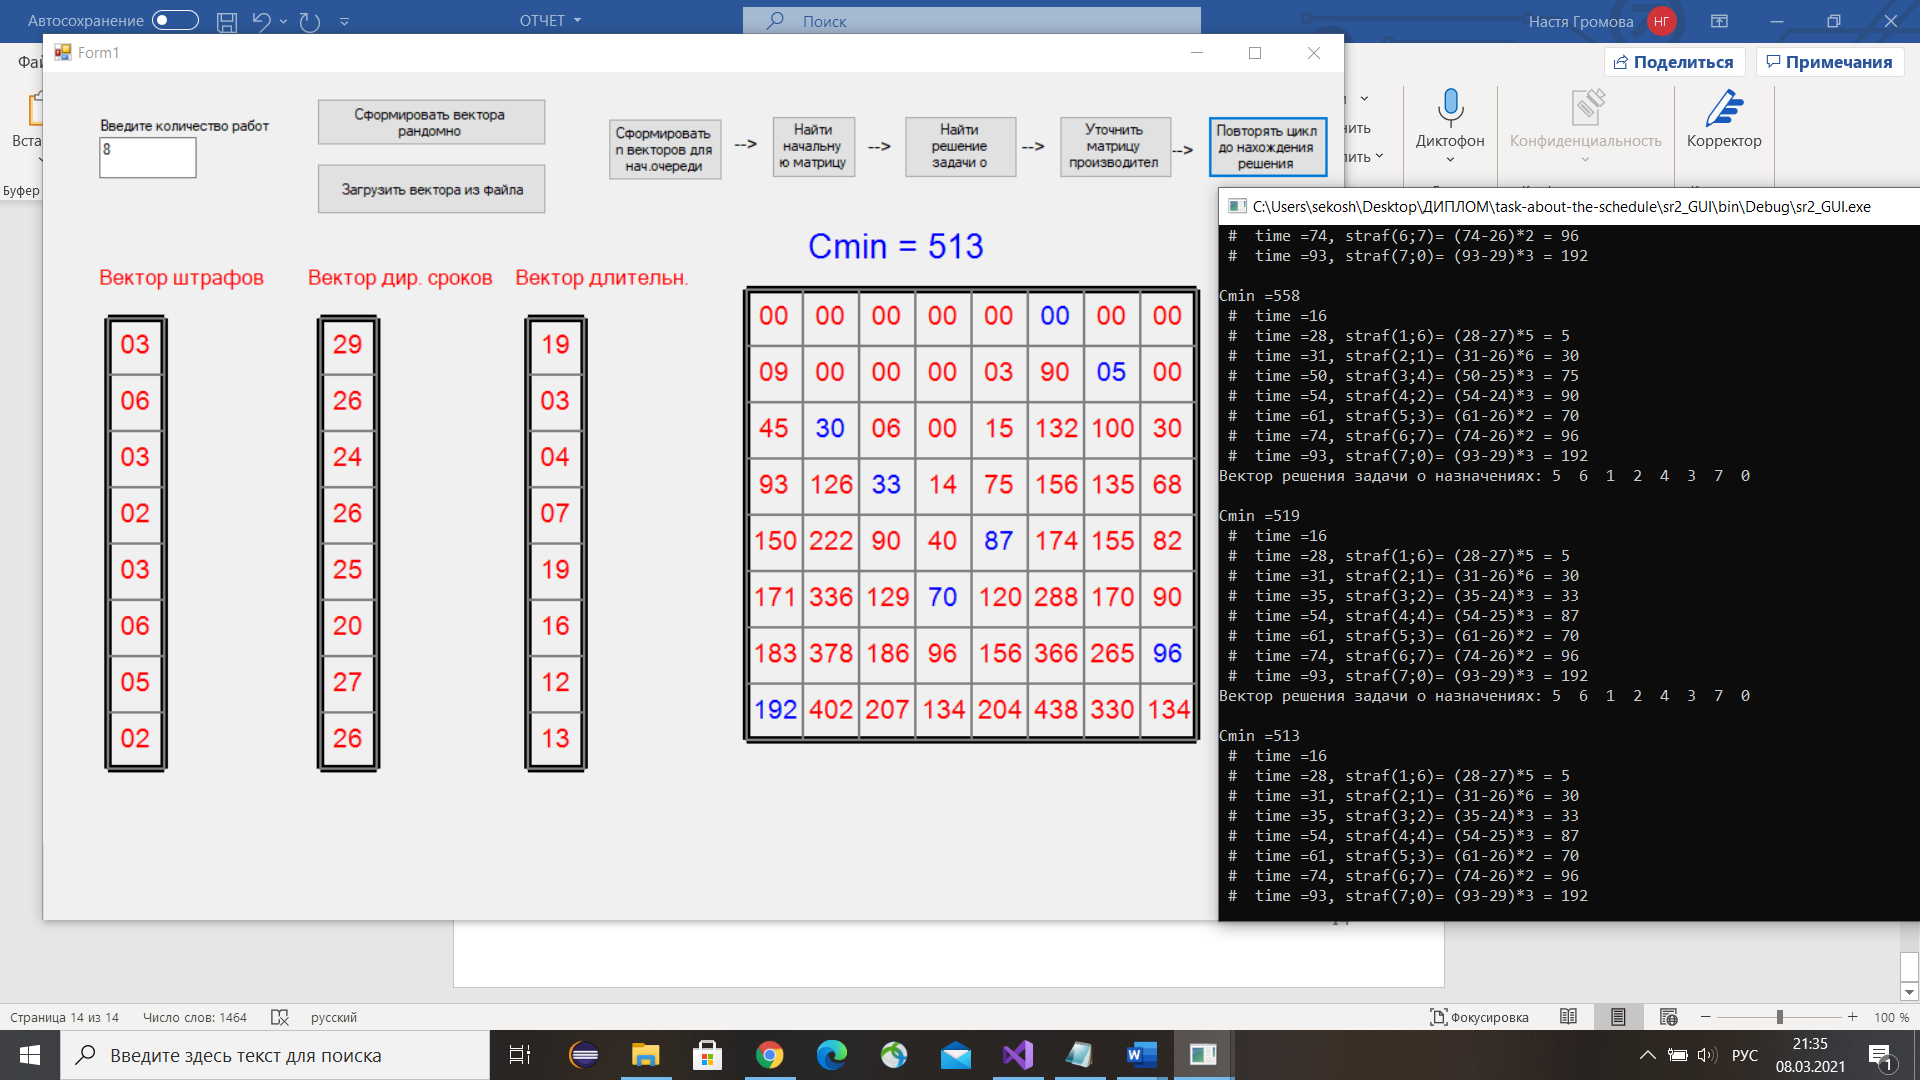 Автосохранение
ОТЧЕТ
Поиск
Настя Громова
НГ
Form1
Поделиться
Примечания
Диктофон
Конфиденциальность
Корректор
Буфер
Введите количество работ
8
Сформировать вектора рандомно
Загрузить вектора из файла
Сформировать
n векторов для
нач.очереди
-->
Найти
начальну
ю матрицу
-->
Найти
решение
задачи о
-->
Уточнить
матрицу
производител
-->
Повторять цикл
до нахождения
решения
Cmin = 513
Вектор штрафов
Вектор дир. сроков
Вектор длительн.
03 29 19
06 26 03
03 24 04
02 26 07
03 25 19
06 20 16
05 27 12
02 26 13
00 00 00 00 00 00 00 00
09 00 00 00 03 90 05 00
45 30 06 00 15 132 100 30
93 126 33 14 75 156 135 68
150 222 90 40 87 174 155 82
171 336 129 70 120 288 170 90
183 378 186 96 156 366 265 96
192 402 207 134 204 438 330 134
C:\Users\sekosh\Desktop\ДИПЛОМ\task-about-the-schedule\sr2_GUI\bin\Debug\sr2_GUI.exe
# time =74, straf(6;7)= (74-26)*2 = 96
# time =93, straf(7;0)= (93-29)*3 = 192
Cmin =558
# time =16
# time =28, straf(1;6)= (28-27)*5 = 5
# time =31, straf(2;1)= (31-26)*6 = 30
# time =50, straf(3;4)= (50-25)*3 = 75
# time =54, straf(4;2)= (54-24)*3 = 90
# time =61, straf(5;3)= (61-26)*2 = 70
# time =74, straf(6;7)= (74-26)*2 = 96
# time =93, straf(7;0)= (93-29)*3 = 192
Вектор решения задачи о назначениях: 5 6 1 2 4 3 7 0
Cmin =519
# time =16
# time =28, straf(1;6)= (28-27)*5 = 5
# time =31, straf(2;1)= (31-26)*6 = 30
# time =35, straf(3;2)= (35-24)*3 = 33
# time =54, straf(4;4)= (54-25)*3 = 87
# time =61, straf(5;3)= (61-26)*2 = 70
# time =74, straf(6;7)= (74-26)*2 = 96
# time =93, straf(7;0)= (93-29)*3 = 192
Вектор решения задачи о назначениях: 5 6 1 2 4 3 7 0
Cmin =513
# time =16
# time =28, straf(1;6)= (28-27)*5 = 5
# time =31, straf(2;1)= (31-26)*6 = 30
# time =35, straf(3;2)= (35-24)*3 = 33
# time =54, straf(4;4)= (54-25)*3 = 87
# time =61, straf(5;3)= (61-26)*2 = 70
# time =74, straf(6;7)= (74-26)*2 = 96
# time =93, straf(7;0)= (93-29)*3 = 192
Страница 14 из 14
Число слов: 1464
русский
Фокусировка
100 %
Введите здесь текст для поиска
РУС
21:35
08.03.2021
1